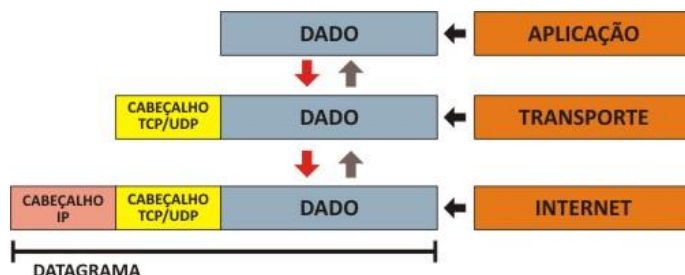 DADO
APLICAÇÃO
CABEÇALHO
TCP/UDP
DADO
TRANSPORTE
CABEÇALHO
IP
CABEÇALHO
TCP/UDP
DADO
INTERNET
DATAGRAMA